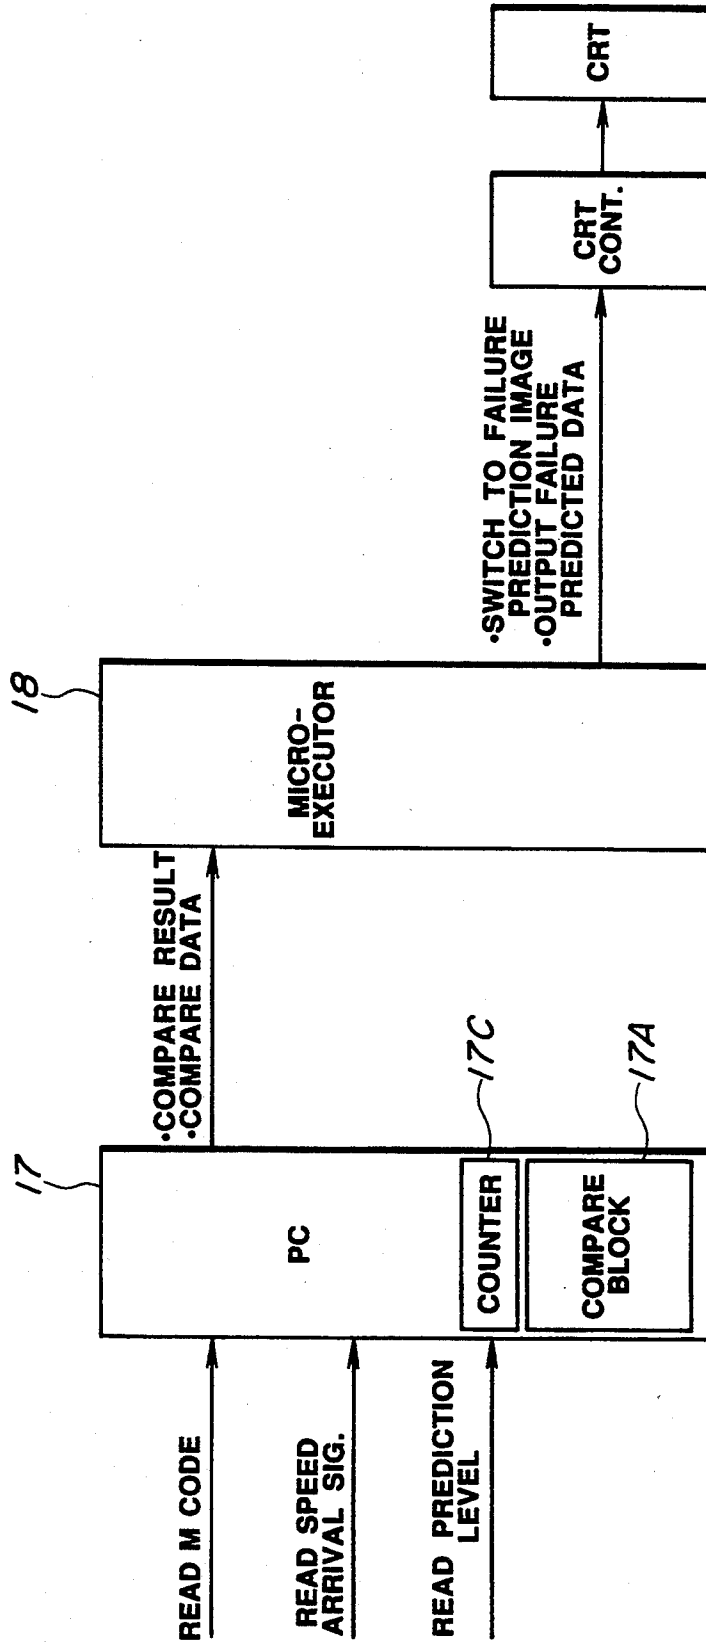 READ M CODE
READ SPEED
ARRIVAL SIG.
READ PREDICTION
LEVEL
17
PC
COUNTER
17C
COMPARE
BLOCK
17A
•COMPARE RESULT
•COMPARE DATA
18
MICRO-
EXECUTOR
•SWITCH TO FAILURE
PREDICTION IMAGE
•OUTPUT FAILURE
PREDICTED DATA
CRT
CONT.
CRT